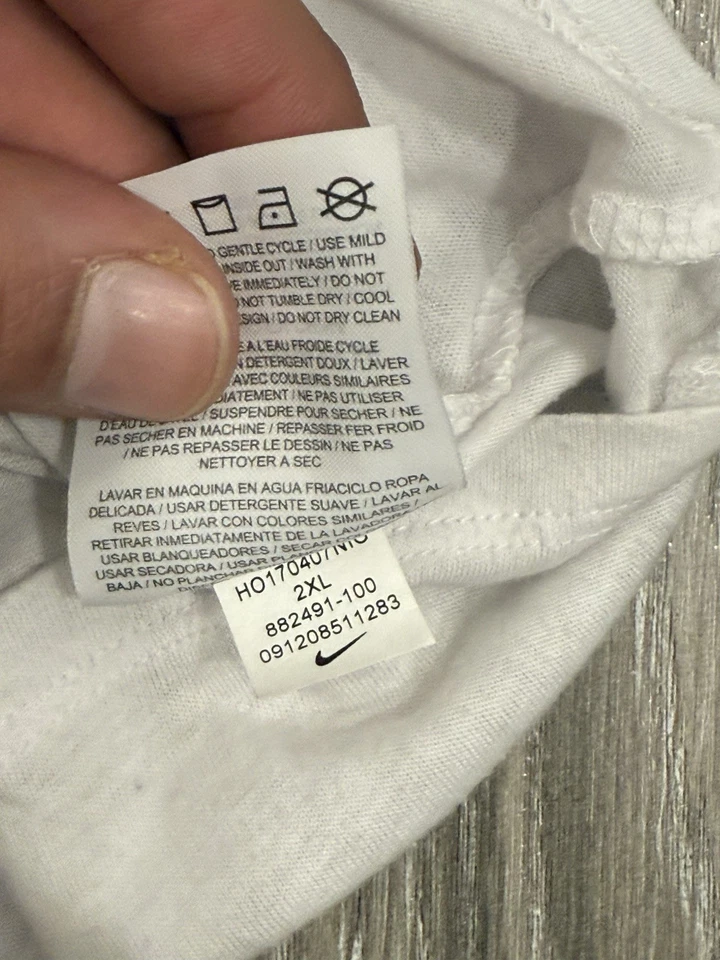 GENTLE CYCLE / USE MILD
INSIDE OUT / WASH WITH
IMMEDIATELY / DO NOT
NOT TUMBLE DRY / COOL
/ DO NOT DRY CLEAN
A L'EAU FROIDE CYCLE
DETERGENT DOUX / LAVER
AVEC COULEURS SIMILAIRES
/ NE PAS UTILISER
/ SUSPENDRE POUR SECHER / NE
PAS SECHER EN MACHINE / REPASSER FER FROID
/ NE PAS REPASSER LE DESSIN / NE PAS
NETTOYER A SEC
LAVAR EN MAQUINA EN AGUA FRIACICLO ROPA
DELICADA / USAR DETERGENTE SUAVE / LAVAR AL
REVES / LAVAR CON COLORES SIMILARES /
RETIRAR INMEDIATAMENTE DE LA LAVADORA
USAR BLANQUEADORES / SECAR
USAR SECADORA / USAR
BAJA / NO PLANCHAR
HO170407/NIC
2XL
882491-100
091208511283